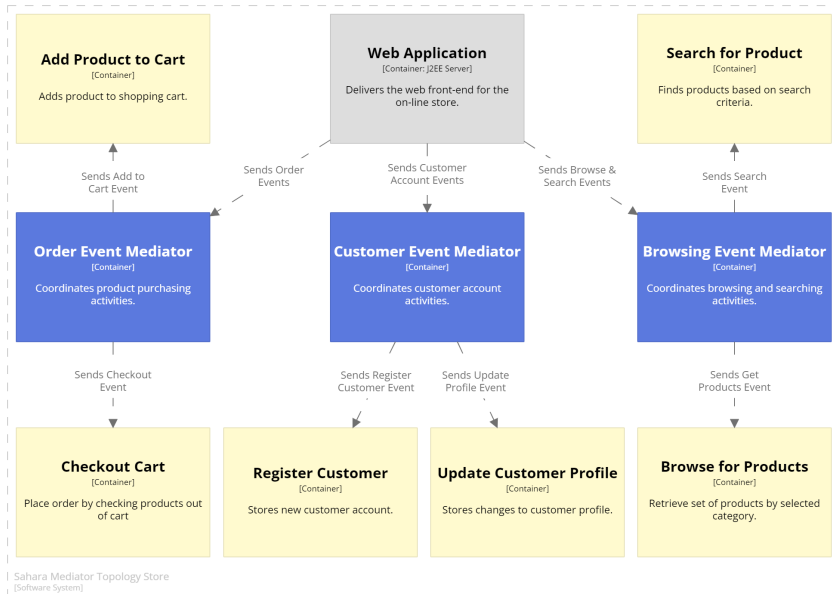 Add Product to Cart
[Container]
Adds product to shopping cart.
Web Application
[Container: J2EE Server]
Delivers the web front-end for the
on-line store.
Search for Product
[Container]
Finds products based on search
criteria.
Sends Add to
Cart Event
Sends Order
Events
Sends Customer
Account Events
Sends Browse &
Search Events
Sends Search
Event
Order Event Mediator
[Container]
Coordinates product purchasing
activities.
Customer Event Mediator
[Container]
Coordinates customer account
activities.
Browsing Event Mediator
[Container]
Coordinates browsing and searching
activities.
Sends Checkout
Event
Sends Register
Customer Event
Sends Update
Profile Event
Sends Get
Products Event
Checkout Cart
[Container]
Place order by checking products out
of cart
Register Customer
[Container]
Stores new customer account.
Update Customer Profile
[Container]
Stores changes to customer profile.
Browse for Products
[Container]
Retrieve set of products by selected
category.
Sahara Mediator Topology Store
[Software System]